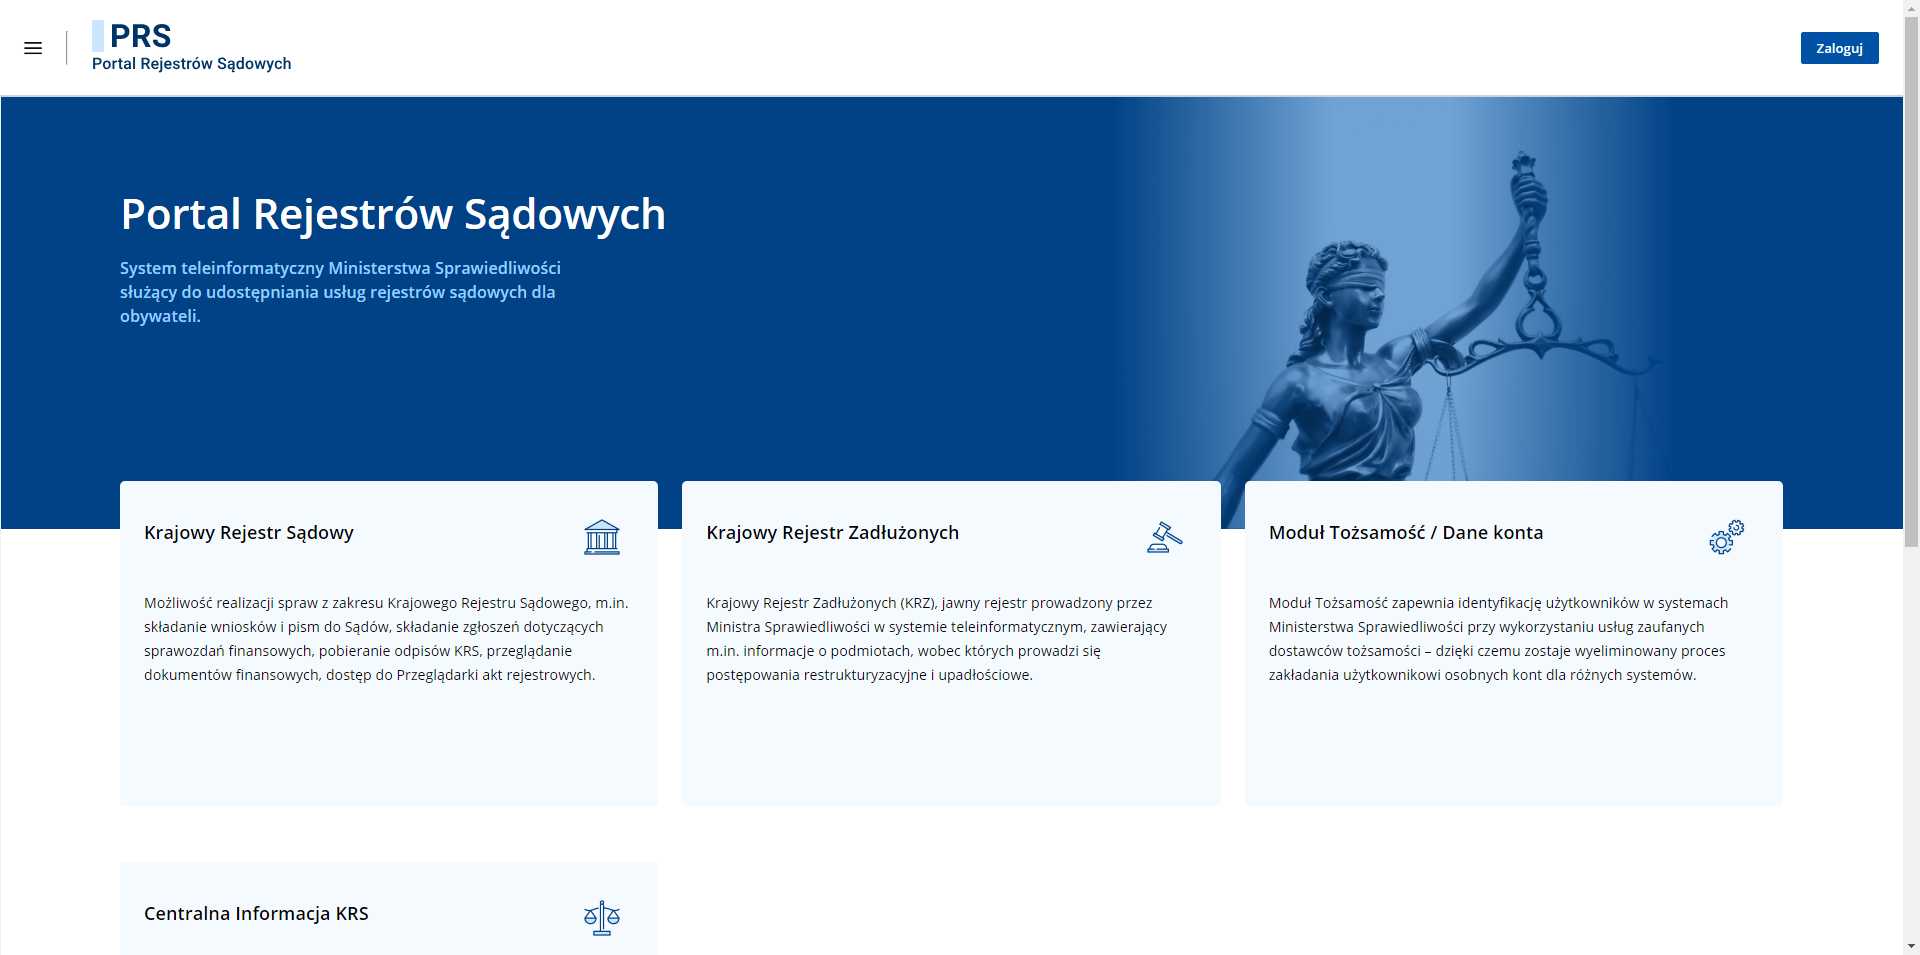 PRS
Portal Rejestrów Sądowych
Zaloguj
Portal Rejestrów Sądowych
System teleinformatyczny Ministerstwa Sprawiedliwości
służący do udostępniania usług rejestrów sądowych dla
obywateli.
Krajowy Rejestr Sądowy
Możliwość realizacji spraw z zakresu Krajowego Rejestru Sądowego, m.in.
składanie wniosków i pism do Sądów, składanie zgłoszeń dotyczących
sprawozdań finansowych, pobieranie odpisów KRS, przeglądanie
dokumentów finansowych, dostęp do Przeglądarki akt rejestrowych.
Krajowy Rejestr Zadłużonych
Krajowy Rejestr Zadłużonych (KRZ), jawny rejestr prowadzony przez
Ministra Sprawiedliwości w systemie teleinformatycznym, zawierający
m.in. informacje o podmiotach, wobec których prowadzi się
postępowania restrukturyzacyjne i upadłościowe.
Moduł Tożsamość / Dane konta
Moduł Tożsamość zapewnia identyfikację użytkowników w systemach
Ministerstwa Sprawiedliwości przy wykorzystaniu usług zaufanych
dostawców tożsamości – dzięki czemu zostaje wyeliminowany proces
zakładania użytkownikowi osobnych kont dla różnych systemów.
Centralna Informacja KRS